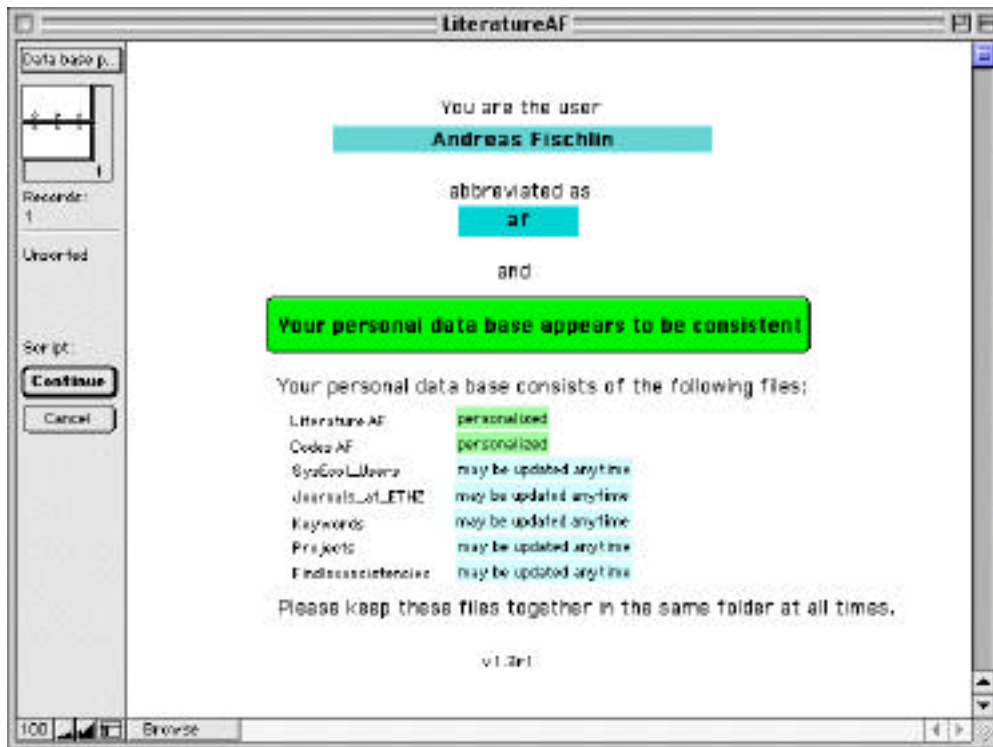 LiteratureAF
Data base p...
1
Records:
1
Unsorted
Script:
Continue
Cancel
You are the user
Andreas Fischlin
abbreviated as
af
and
Your personal data base appears to be consistent
Your personal data base consists of the following files:
Literature AF personalized
Codes AF personalized
SysEcol_Users may be updated anytime
Journals_at_ETHZ may be updated anytime
Keywords may be updated anytime
Projects may be updated anytime
FindInconsistencies may be updated anytime
Please keep these files together in the same folder at all times.
100 Browse